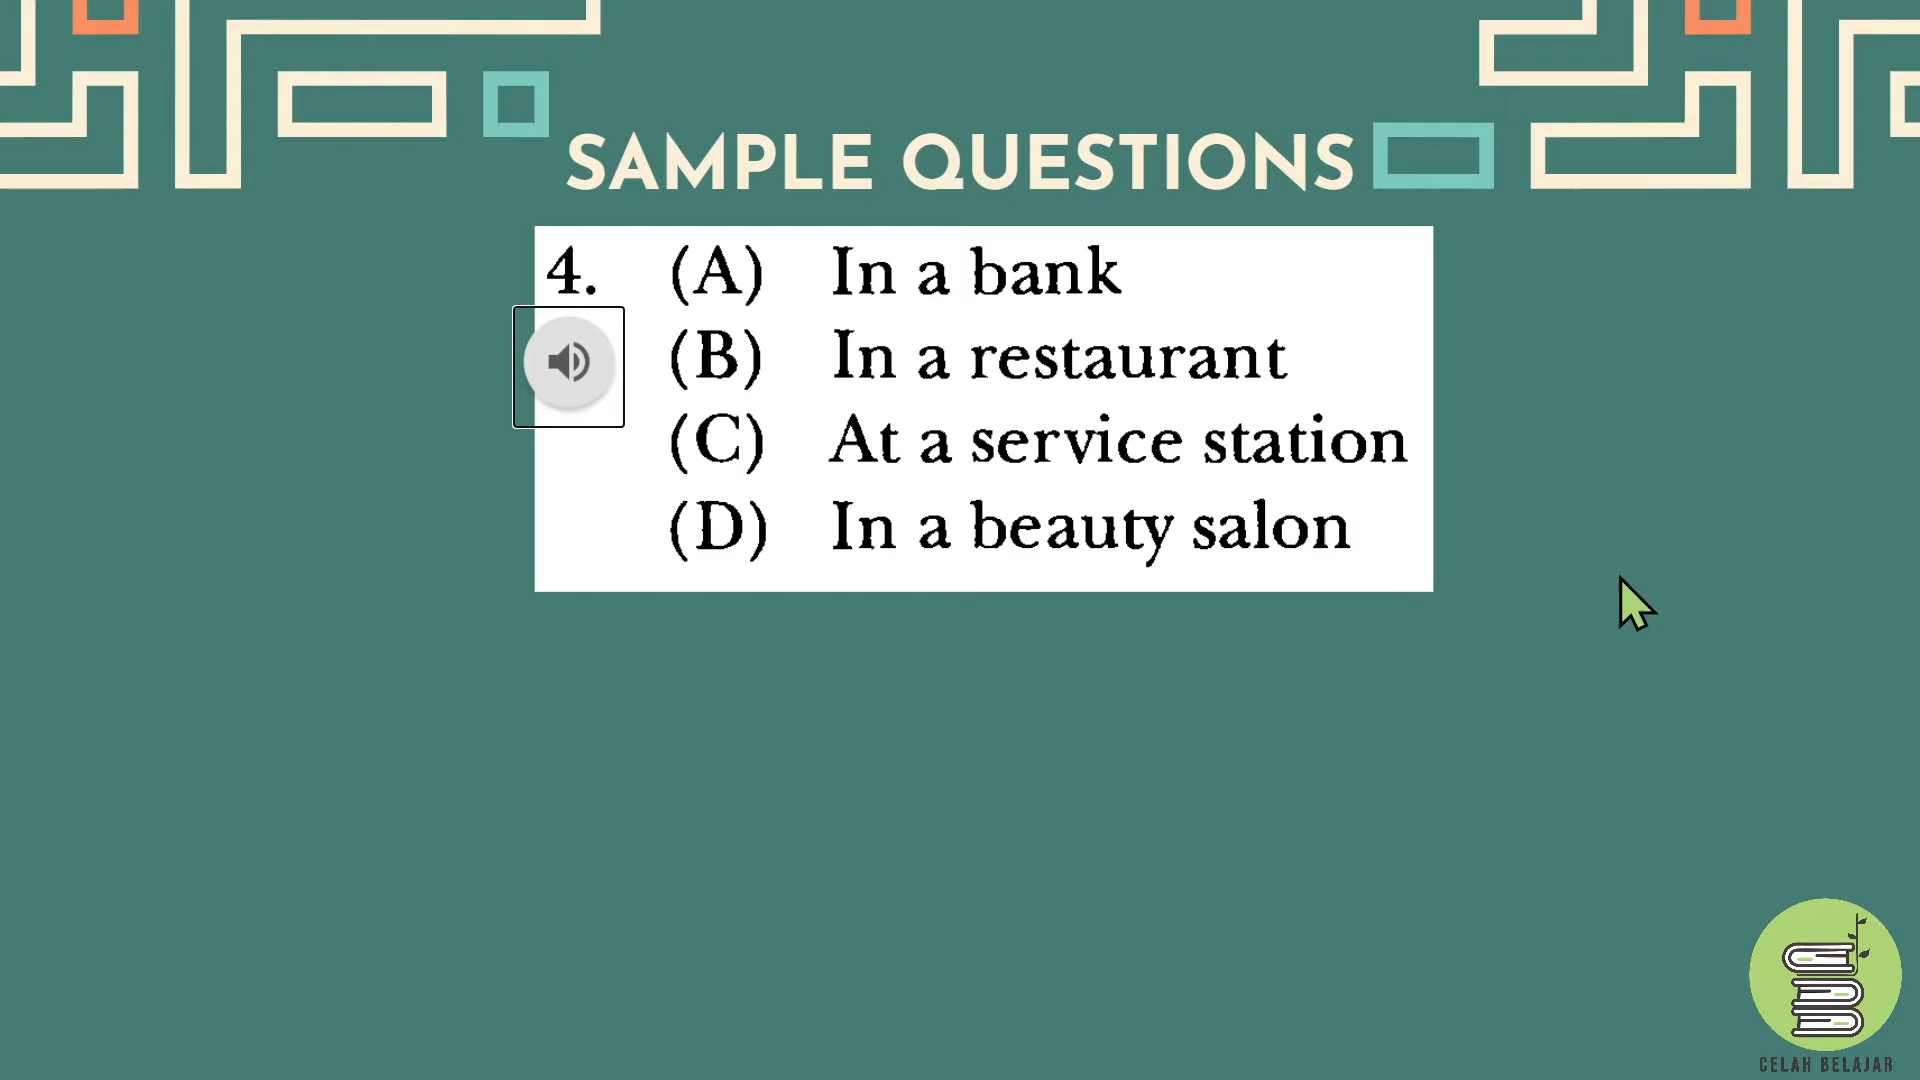 SAMPLE QUESTIONS
4. (A) In a bank
(B) In a restaurant
(C) At a service station
(D) In a beauty salon
CELAH BELAJAR